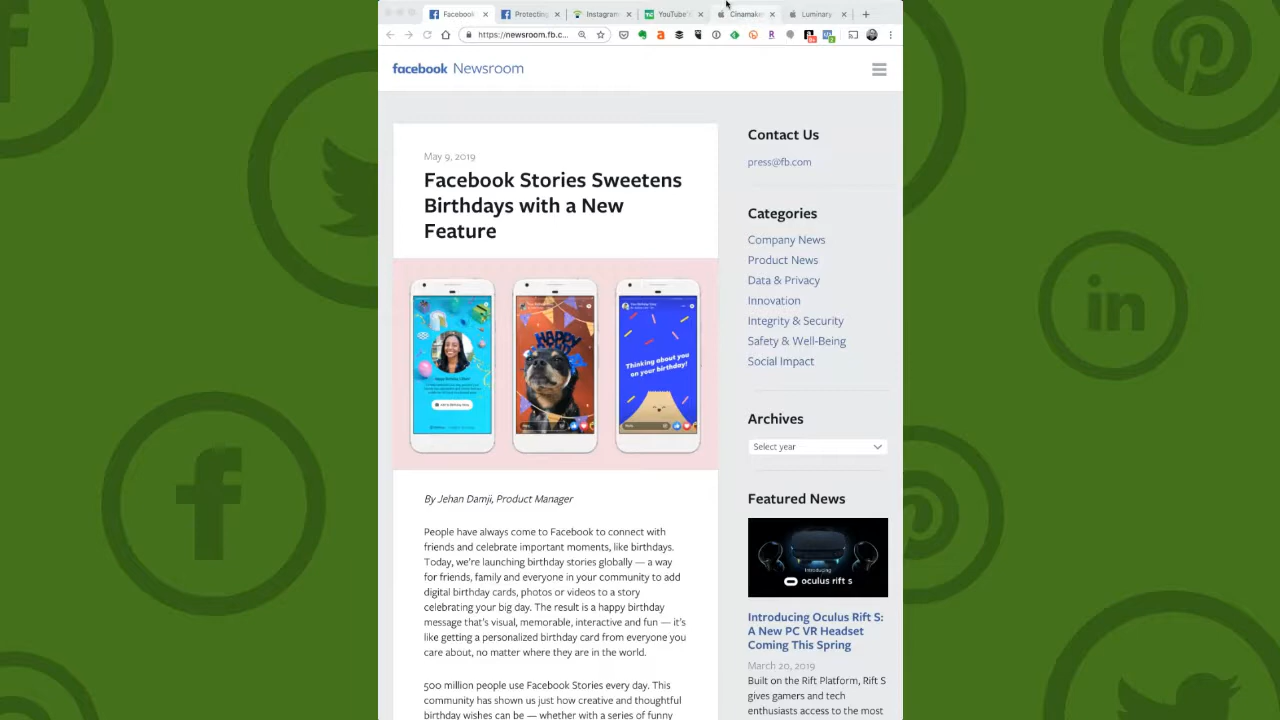 Facebook
Protecting
Instagram
YouTube'
Cinamake
Luminary
https://newsroom.fb.c...
facebook Newsroom
May 9, 2019
Facebook Stories Sweetens
Birthdays with a New
Feature
HAPPY
Thinking about you
on your birthday!
By Jehan Damji, Product Manager
People have always come to Facebook to connect with
friends and celebrate important moments, like birthdays.
Today, we're launching birthday stories globally — a way
for friends, family and everyone in your community to add
digital birthday cards, photos or videos to a story
celebrating your big day. The result is a happy birthday
message that's visual, memorable, interactive and fun — it's
like getting a personalized birthday card from everyone you
care about, no matter where they are in the world.
500 million people use Facebook Stories every day. This
community has shown us just how creative and thoughtful
birthday wishes can be — whether with a series of funny
Contact Us
press@fb.com
Categories
Company News
Product News
Data & Privacy
Innovation
Integrity & Security
Safety & Well-Being
Social Impact
Archives
Select year
Featured News
Introducing
oculus rift s
Introducing Oculus Rift S:
A New PC VR Headset
Coming This Spring
March 20, 2019
Built on the Rift Platform, Rift S
gives gamers and tech
enthusiasts access to the most
in